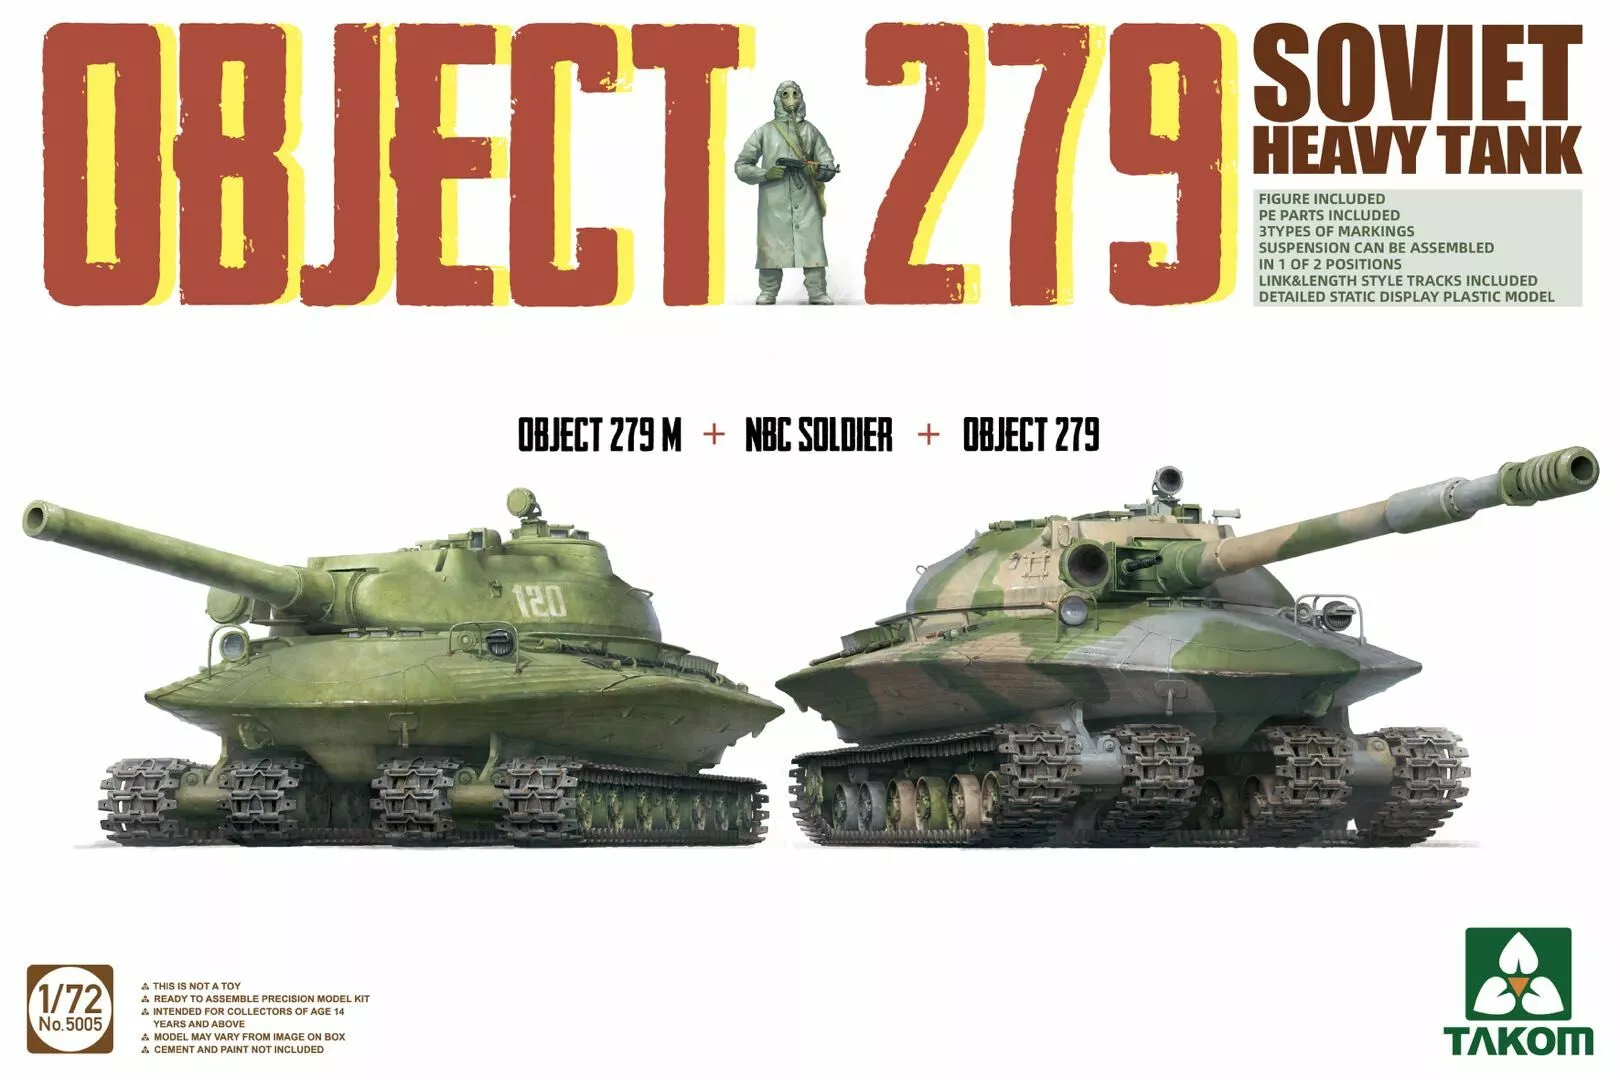 OBJECT 279
SOVIET
HEAVY TANK
FIGURE INCLUDED
PE PARTS INCLUDED
3TYPES OF MARKINGS
SUSPENSION CAN BE ASSEMBLED
IN 1 OF 2 POSITIONS
LINK&LENGTH STYLE TRACKS INCLUDED
DETAILED STATIC DISPLAY PLASTIC MODEL
OBJECT 279 M + NBC SOLDIER + OBJECT 279
120
1/72
No.5005
THIS IS NOT A TOY
READY TO ASSEMBLE PRECISION MODEL KIT
INTENDED FOR COLLECTORS OF AGE 14
YEARS AND ABOVE
MODEL MAY VARY FROM IMAGE ON BOX
CEMENT AND PAINT NOT INCLUDED
TAKOM